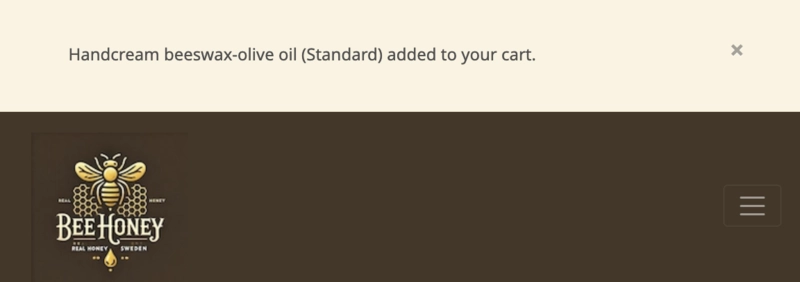 Handcream beeswax-olive oil (Standard) added to your cart.
×
REAL HONEY
BEE HONEY
REAL HONEY SWEDEN